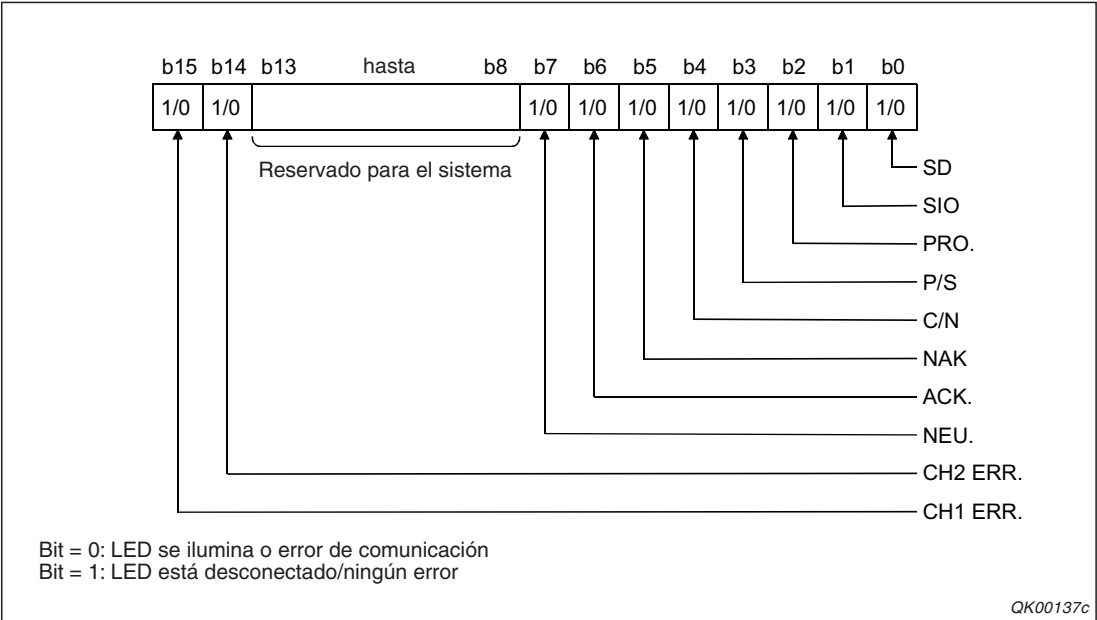 b15 b14 b13 hasta b8 b7 b6 b5 b4 b3 b2 b1 b0
1/0 1/0 1/0 1/0 1/0 1/0 1/0 1/0 1/0 1/0
Reservado para el sistema
SD
SIO
PRO.
P/S
C/N
NAK
ACK.
NEU.
CH2 ERR.
CH1 ERR.
Bit = 0: LED se ilumina o error de comunicación
Bit = 1: LED está desconectado/ningún error
QK00137c